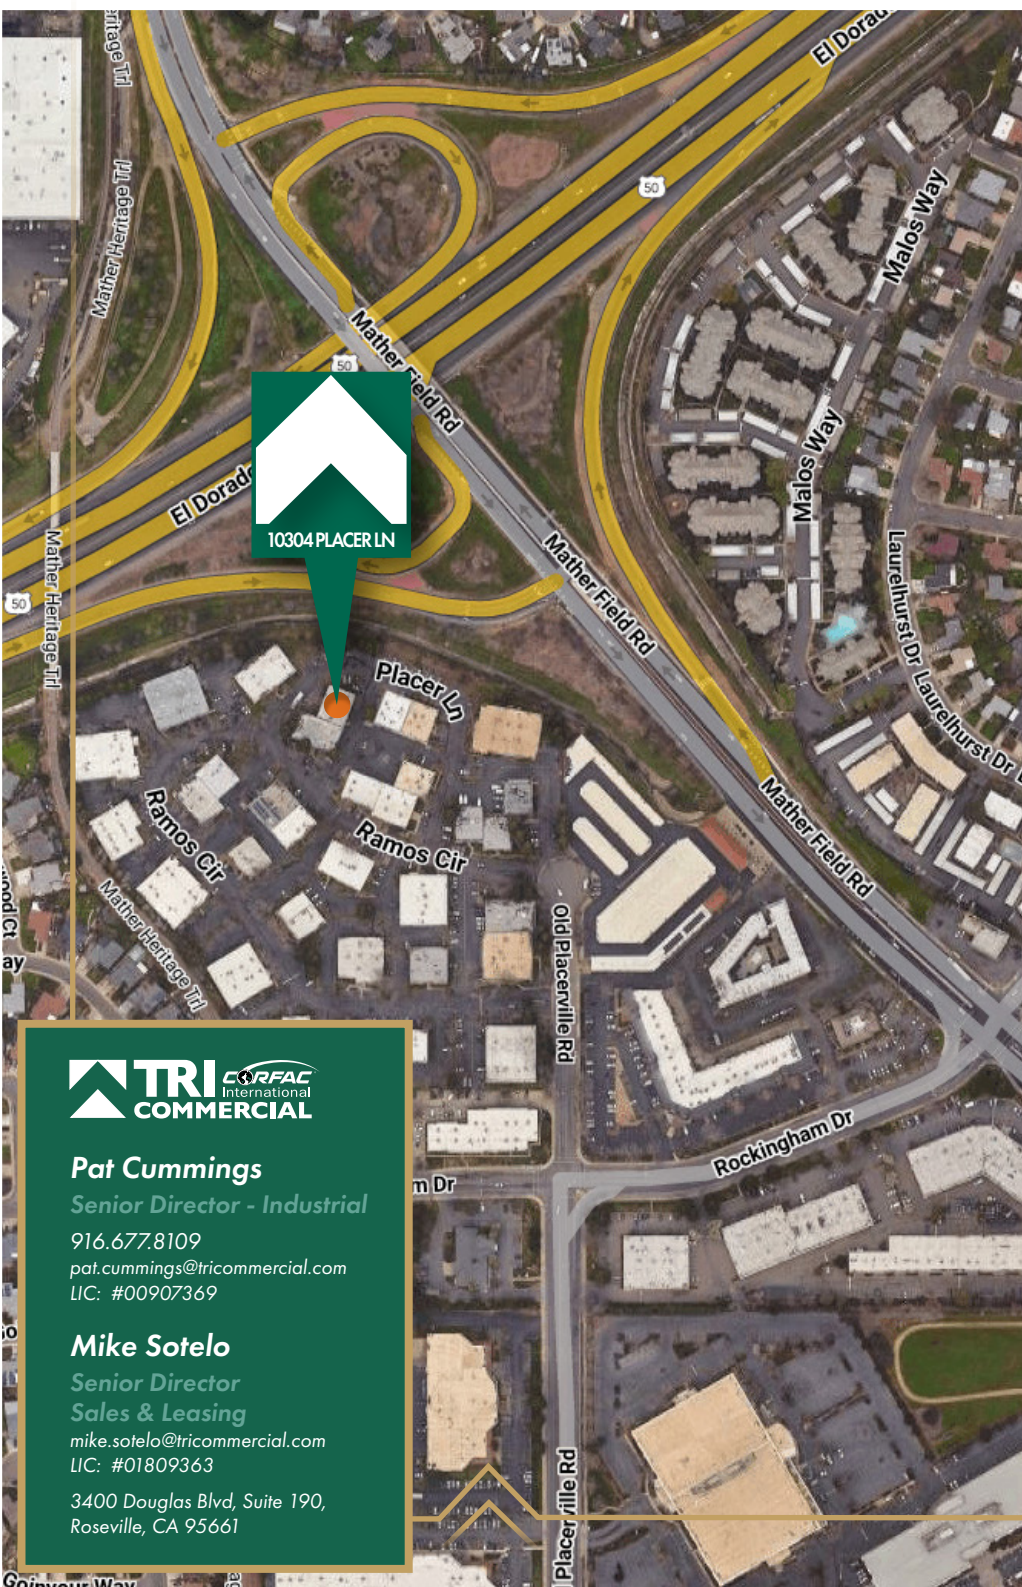 Heritage Trl
El Dorado
50
Malos Way
Mather Heritage Trl
Mather Field Rd
50
10304 PLACER LN
El Dorado
Malos Way
Mather Heritage Trl
50
Mather Field Rd
Laurelhurst Dr
Laurelhurst Dr
Placer Ln
Mather Field Rd
Ramos Cir
Ramos Cir
Mather Heritage Trl
Old Placerville Rd
ay
Rockingham Dr
m Dr
Placerville Rd
TRI CORFAC
International
COMMERCIAL
Pat Cummings
Senior Director - Industrial
916.677.8109
pat.cummings@tricommercial.com
LIC: #00907369
Mike Sotelo
Senior Director
Sales & Leasing
mike.sotelo@tricommercial.com
LIC: #01809363
3400 Douglas Blvd, Suite 190,
Roseville, CA 95661